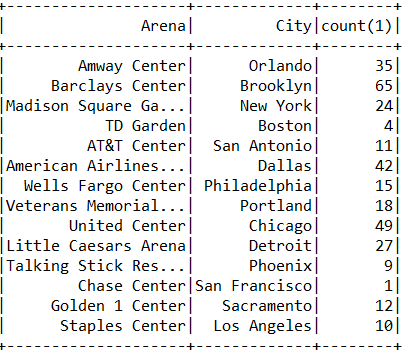 +------------------+-------------+--------+
|             Arena|         City|count(1)|
+------------------+-------------+--------+
|      Amway Center|      Orlando|      35|
|   Barclays Center|     Brooklyn|      65|
|Madison Square Ga...|     New York|      24|
|         TD Garden|       Boston|       4|
|       AT&T Center|  San Antonio|      11|
|American Airlines...|       Dallas|      42|
|  Wells Fargo Center| Philadelphia|      15|
|Veterans Memorial...|     Portland|      18|
|       United Center|      Chicago|      49|
|Little Caesars Arena|      Detroit|      27|
|Talking Stick Res...|      Phoenix|       9|
|        Chase Center|San Francisco|       1|
|     Golden 1 Center|   Sacramento|      12|
|      Staples Center|  Los Angeles|      10|
+------------------+-------------+--------+